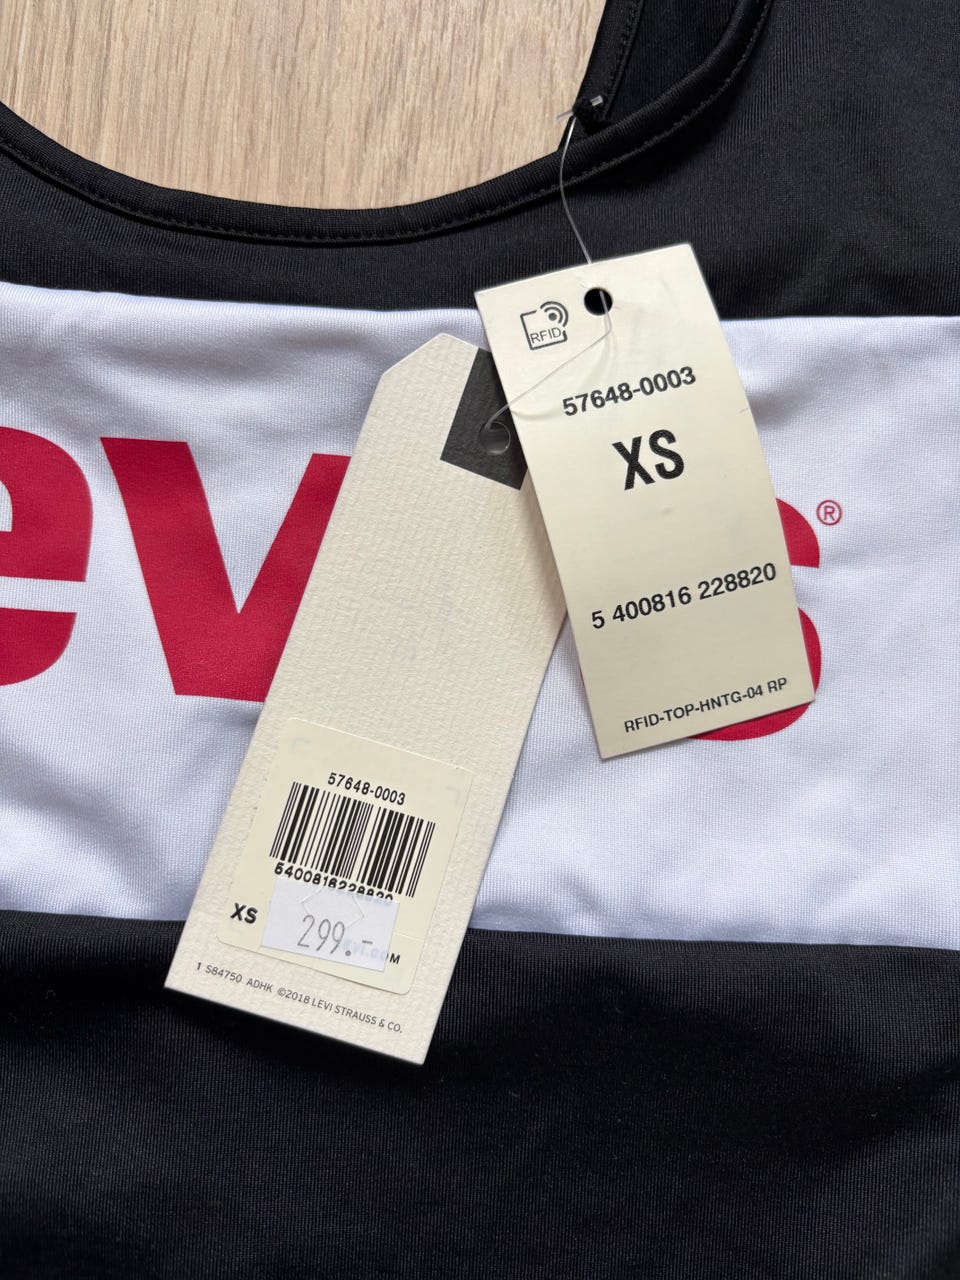 evi's®
RFID
57648-0003
XS
5 400816 228820
RFID-TOP-HNTG-04 RP
57648-0003
5400816228820
XS
299.-
1 S84750 ADHK ©2018 LEVI STRAUSS & CO.